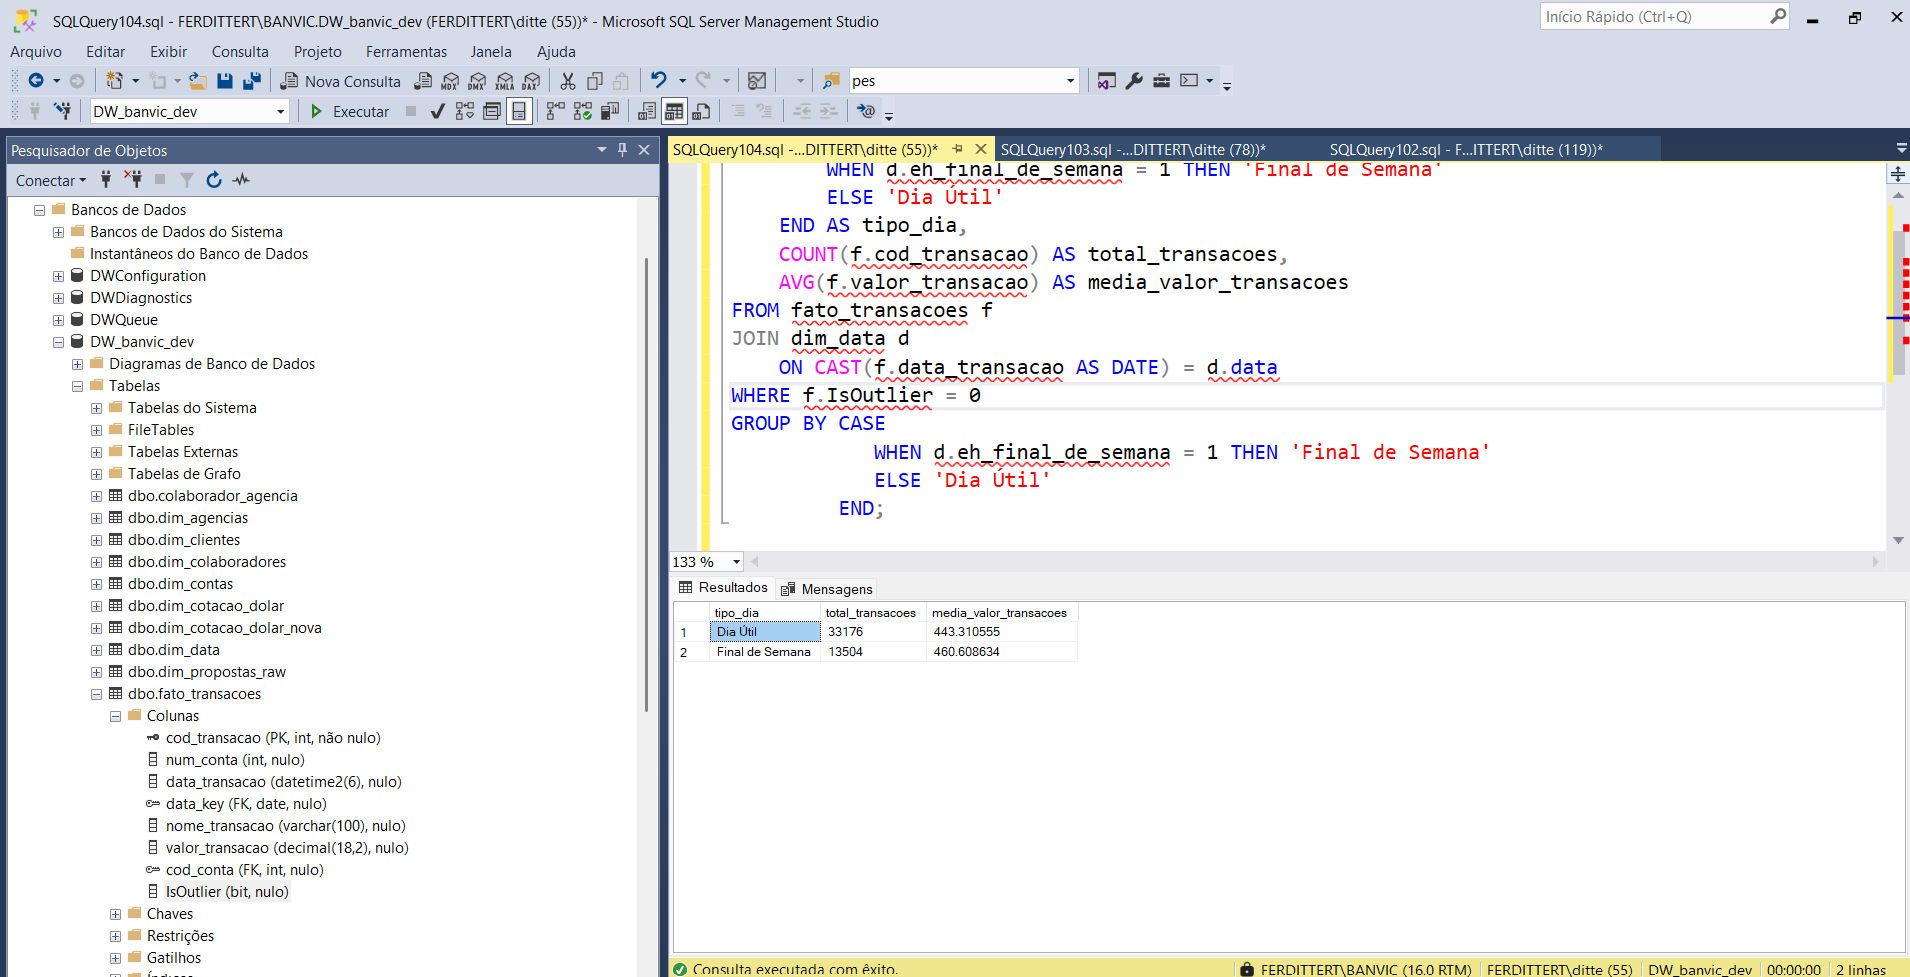 SQLQuery104.sql - FERDITTERT\BANVIC.DW_banvic_dev (FERDITTERT\ditte (55))* - Microsoft SQL Server Management Studio
Início Rápido (Ctrl+Q)
Arquivo Editar Exibir Consulta Projeto Ferramentas Janela Ajuda
Nova Consulta MDX DMX XMLA DAX pes
DW_banvic_dev Executar
Pesquisador de Objetos
Conectar
Bancos de Dados
Bancos de Dados do Sistema
Instantâneos do Banco de Dados
DWConfiguration
DWDiagnostics
DWQueue
DW_banvic_dev
Diagramas de Banco de Dados
Tabelas
Tabelas do Sistema
FileTables
Tabelas Externas
Tabelas de Grafo
dbo.colaborador_agencia
dbo.dim_agencias
dbo.dim_clientes
dbo.dim_colaboradores
dbo.dim_contas
dbo.dim_cotacao_dolar
dbo.dim_cotacao_dolar_nova
dbo.dim_data
dbo.dim_propostas_raw
dbo.fato_transacoes
Colunas
cod_transacao (PK, int, não nulo)
num_conta (int, nulo)
data_transacao (datetime2(6), nulo)
data_key (FK, date, nulo)
nome_transacao (varchar(100), nulo)
valor_transacao (decimal(18,2), nulo)
cod_conta (FK, int, nulo)
IsOutlier (bit, nulo)
Chaves
Restrições
Gatilhos
Índices
SQLQuery104.sql -...DITTERT\ditte (55))* SQLQuery103.sql -...DITTERT\ditte (78))* SQLQuery102.sql - F...ITTERT\ditte (119))*
WHEN d.eh_final_de_semana = 1 THEN 'Final de Semana'
ELSE 'Dia Útil'
END AS tipo_dia,
COUNT(f.cod_transacao) AS total_transacoes,
AVG(f.valor_transacao) AS media_valor_transacoes
FROM fato_transacoes f
JOIN dim_data d
ON CAST(f.data_transacao AS DATE) = d.data
WHERE f.IsOutlier = 0
GROUP BY CASE
WHEN d.eh_final_de_semana = 1 THEN 'Final de Semana'
ELSE 'Dia Útil'
END;
133 %
Resultados Mensagens
tipo_dia total_transacoes media_valor_transacoes
1 Dia Útil 33176 443.310555
2 Final de Semana 13504 460.608634
Consulta executada com êxito. FERDITTERT\BANVIC (16.0 RTM) FERDITTERT\ditte (55) DW_banvic_dev 00:00:00 2 linhas